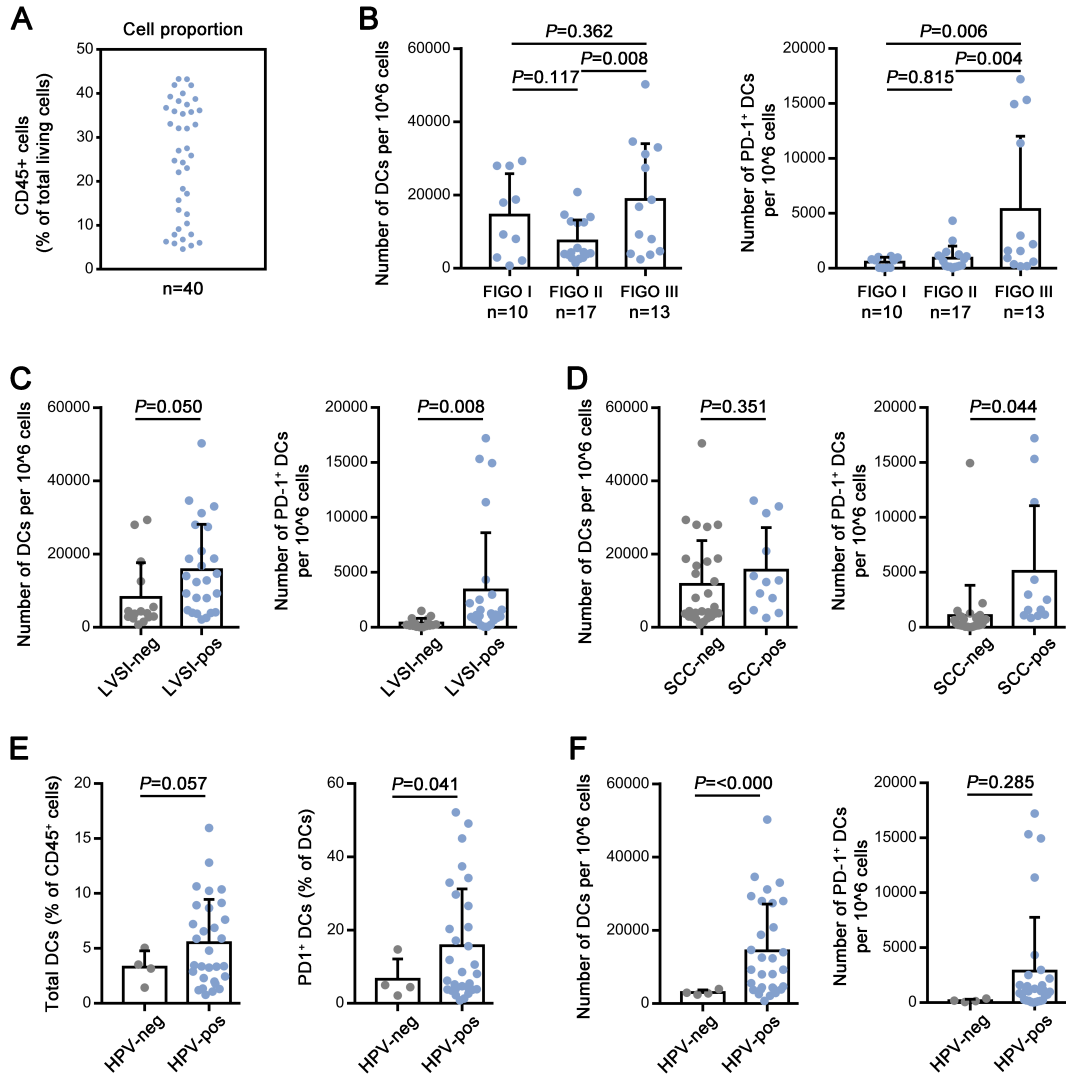 A
Cell proportion
CD45+ cells
(% of total living cells)
50
40
30
20
10
0
n=40
B
Number of DCs per 10^6 cells
60000
40000
20000
0
P=0.362
P=0.008
P=0.117
FIGO I
n=10
FIGO II
n=17
FIGO III
n=13
Number of PD-1+ DCs
per 10^6 cells
20000
15000
10000
5000
0
P=0.006
P=0.004
P=0.815
FIGO I
n=10
FIGO II
n=17
FIGO III
n=13
C
Number of DCs per 10^6 cells
60000
40000
20000
0
P=0.050
LVSI-neg
LVSI-pos
Number of PD-1+ DCs
per 10^6 cells
20000
15000
10000
5000
0
P=0.008
LVSI-neg
LVSI-pos
D
Number of DCs per 10^6 cells
60000
40000
20000
0
P=0.351
SCC-neg
SCC-pos
Number of PD-1+ DCs
per 10^6 cells
20000
15000
10000
5000
0
P=0.044
SCC-neg
SCC-pos
E
Total DCs (% of CD45+ cells)
20
15
10
5
0
P=0.057
HPV-neg
HPV-pos
PD1+ DCs (% of DCs)
60
40
20
0
P=0.041
HPV-neg
HPV-pos
F
Number of DCs per 10^6 cells
60000
40000
20000
0
P=<0.000
HPV-neg
HPV-pos
Number of PD-1+ DCs
per 10^6 cells
20000
15000
10000
5000
0
P=0.285
HPV-neg
HPV-pos